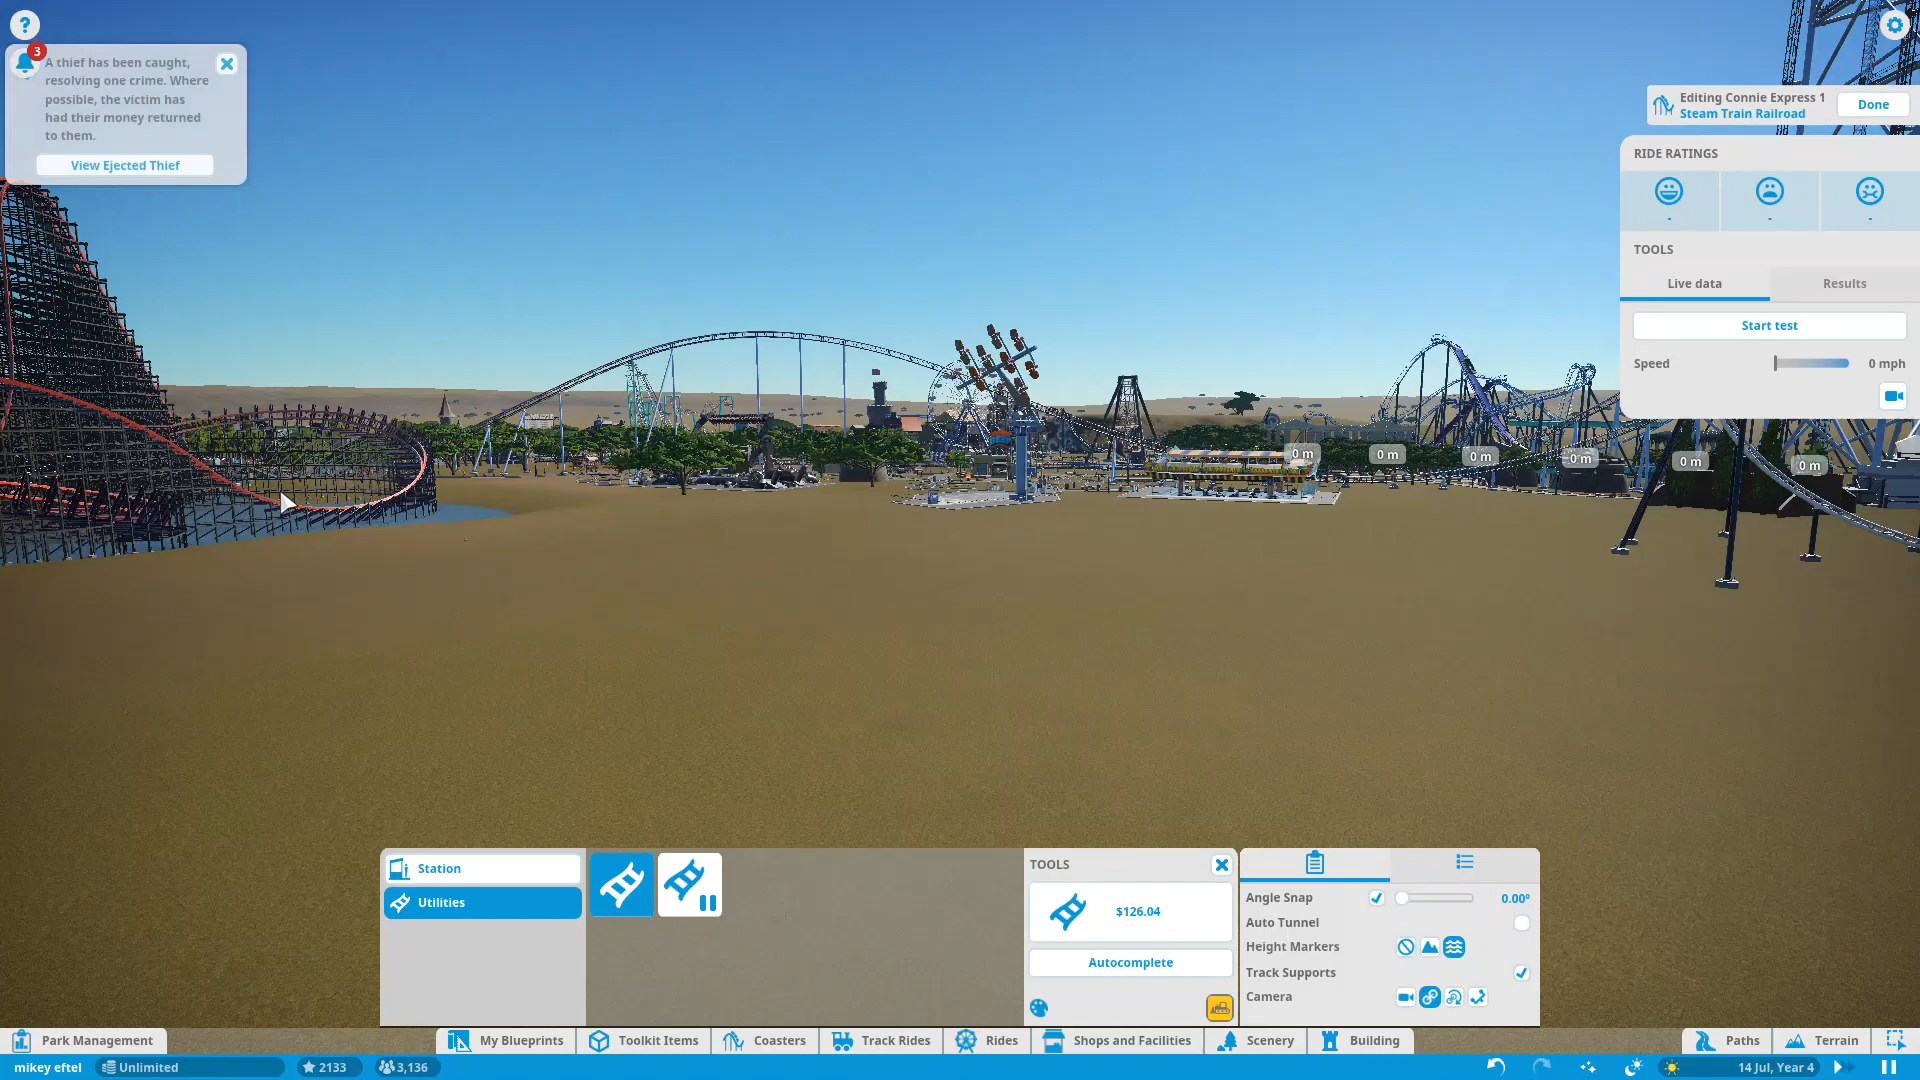 ?
3
A thief has been caught,
resolving one crime. Where
possible, the victim has
had their money returned
to them.
View Ejected Thief
Editing Connie Express 1
Steam Train Railroad
Done
RIDE RATINGS
- - -
TOOLS
Live data
Results
Start test
Speed
0 mph
0 m
0 m
0 m
0 m
0 m
0 m
Station
Utilities
TOOLS
$126.04
Autocomplete
Angle Snap
0.00°
Auto Tunnel
Height Markers
Track Supports
Camera
Park Management
My Blueprints
Toolkit Items
Coasters
Track Rides
Rides
Shops and Facilities
Scenery
Building
Paths
Terrain
mikey eftel
Unlimited
2133
3,136
14 Jul, Year 4